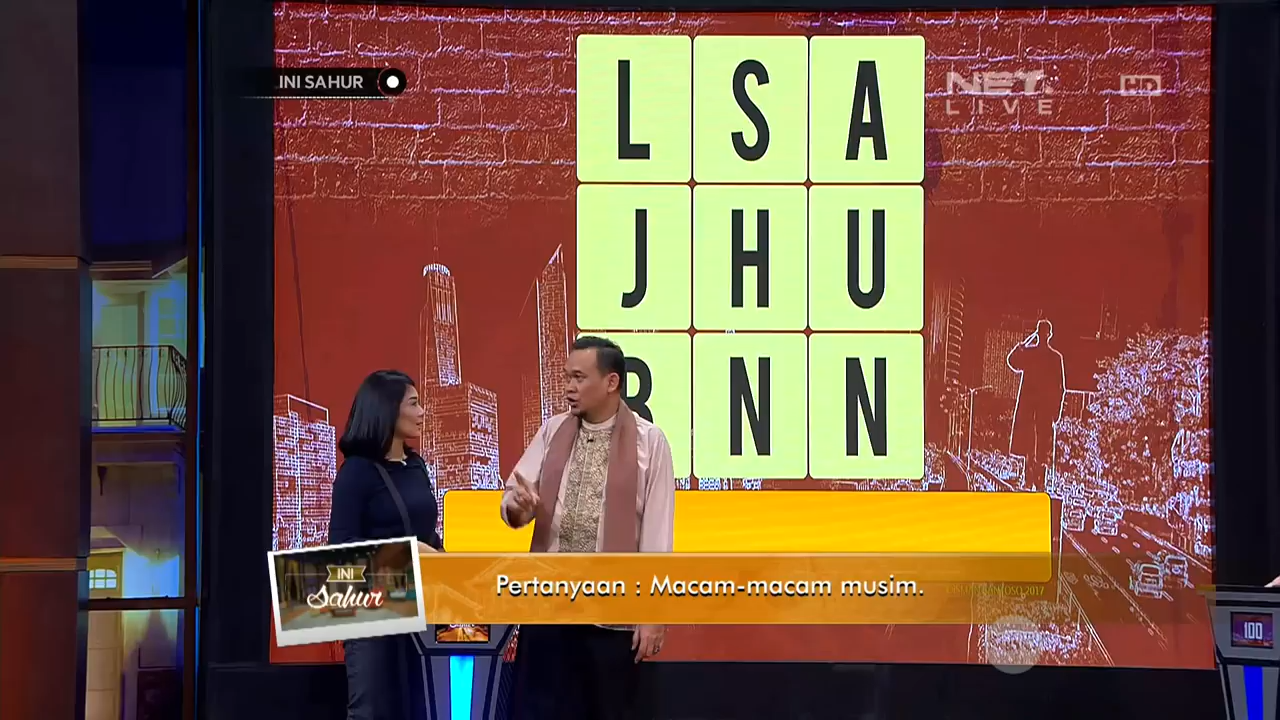 INI SAHUR
NET.
LIVE
HD
L S A
J H U
R N N
INI
Sahur
Pertanyaan : Macam-macam musim.
100